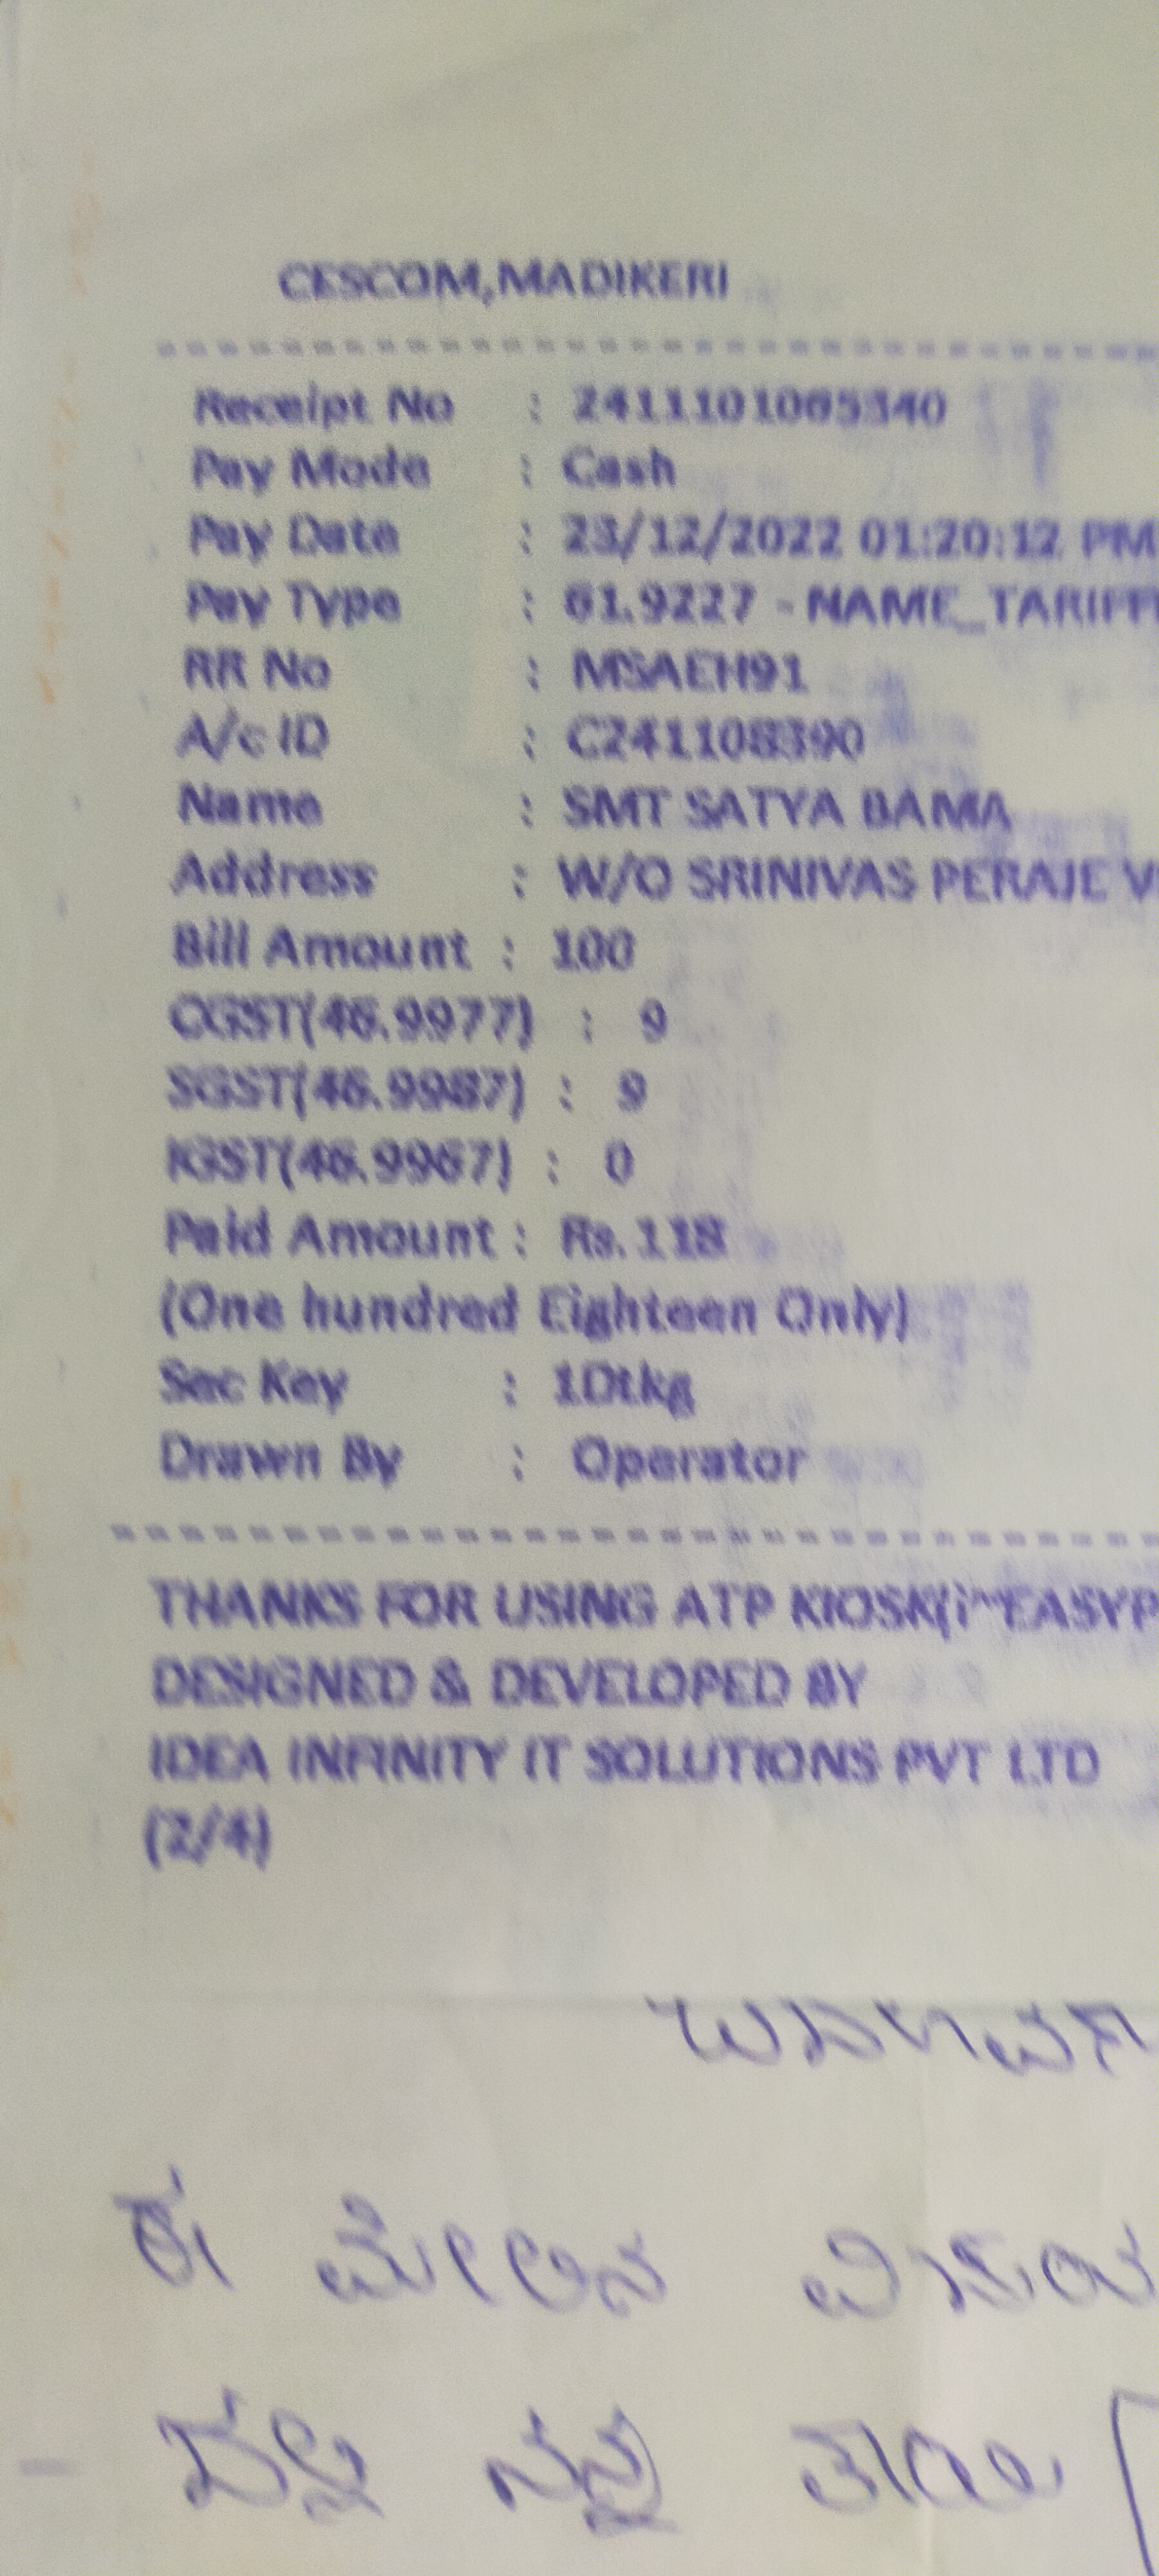 CESCOM,MADIKERI
Receipt No : 2411101065340
Pay Mode : Cash
Pay Date : 23/12/2022 01:20:12 PM
Pay Type : 61.9227 - NAME_TARIFF
RR No : MSAEH91
A/c ID : C241108390
Name : SMT SATYA BAMA
Address : W/O SRINIVAS PERAJE
Bill Amount : 100
CGST(46.9977) : 9
SGST(46.9987) : 9
IGST(46.9967) : 0
Paid Amount : Rs.118
(One hundred Eighteen Only)
Sec Key : 1Dtkg
Drawn By : Operator
THANKS FOR USING ATP KIOSK(i^EASYP
DESIGNED & DEVELOPED BY
IDEA INFINITY IT SOLUTIONS PVT LTD
(2/4)
ಈ ಮೇಲಿನ
ದಲ್ಲಿ ನನ್ನ